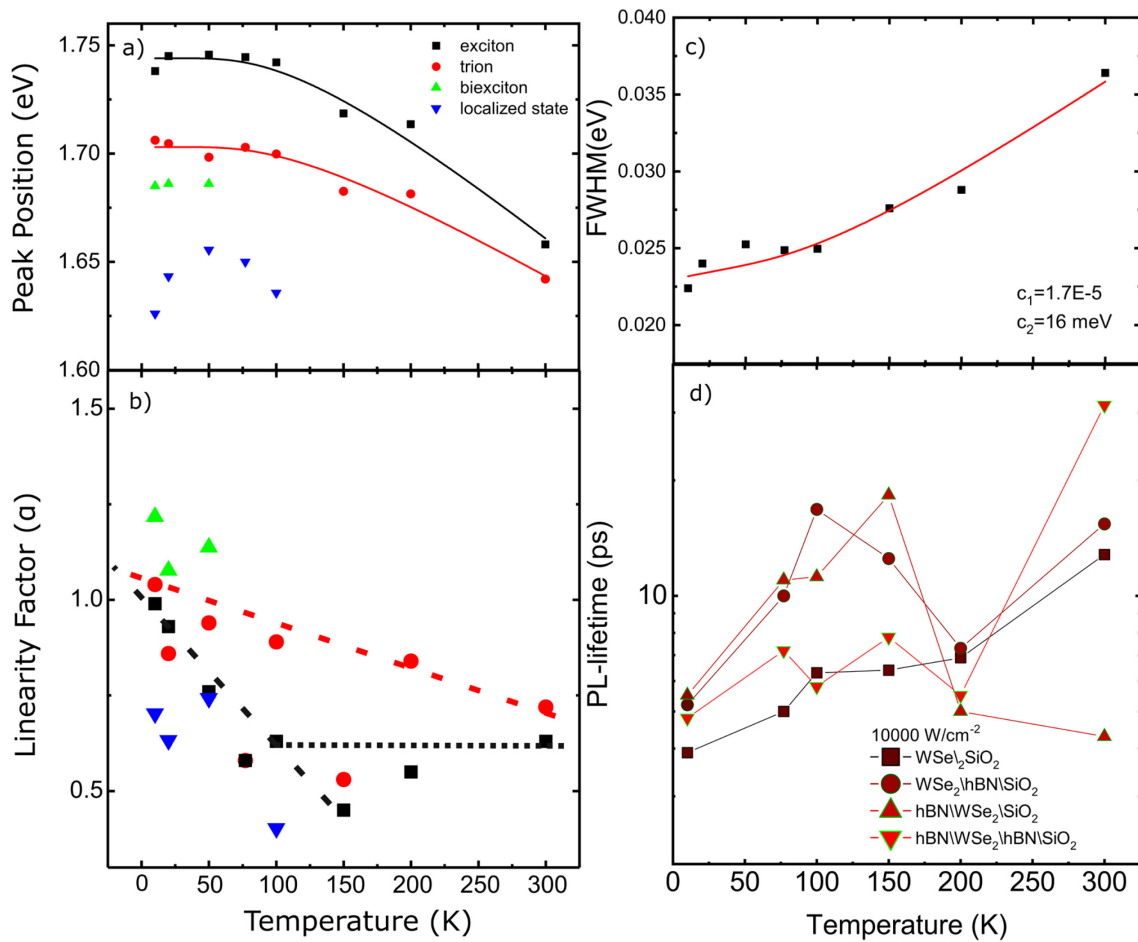 a)
1.75
1.70
1.65
1.60
Peak Position (eV)
exciton
trion
biexciton
localized state
c)
0.035
0.030
0.025
0.020
FWHM(eV)
c₁=1.7E-5
c₂=16 meV
b)
1.5
1.0
0.5
Linearity Factor (α)
0 50 100 150 200 250 300
Temperature (K)
d)
10
PL-lifetime (ps)
10000 W/cm⁻²
WSe\₂SiO₂
WSe₂\hBN\SiO₂
hBN\WSe₂\SiO₂
hBN\WSe₂\hBN\SiO₂
0 50 100 150 200 250 300
Temperature (K)